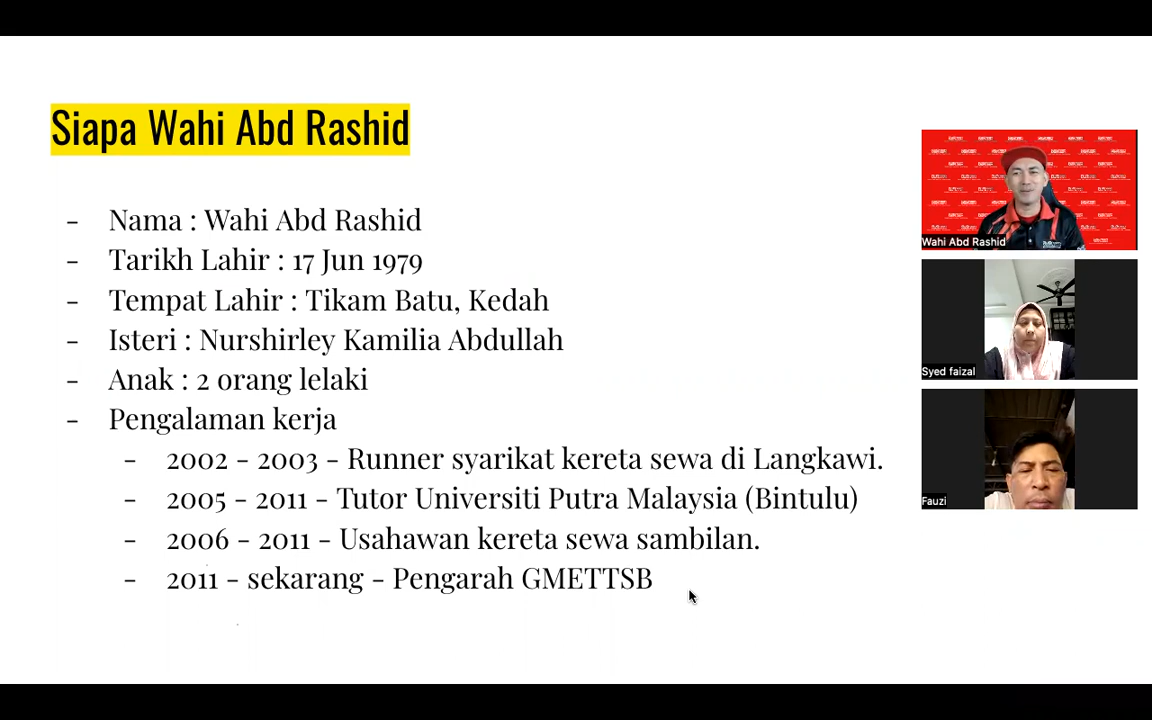 Siapa Wahi Abd Rashid
- Nama : Wahi Abd Rashid
- Tarikh Lahir : 17 Jun 1979
- Tempat Lahir : Tikam Batu, Kedah
- Isteri : Nurshirley Kamilia Abdullah
- Anak : 2 orang lelaki
- Pengalaman kerja
- 2002 - 2003 - Runner syarikat kereta sewa di Langkawi.
- 2005 - 2011 - Tutor Universiti Putra Malaysia (Bintulu)
- 2006 - 2011 - Usahawan kereta sewa sambilan.
- 2011 - sekarang - Pengarah GMETTSB
Wahi Abd Rashid
Syed faizal
Fauzi